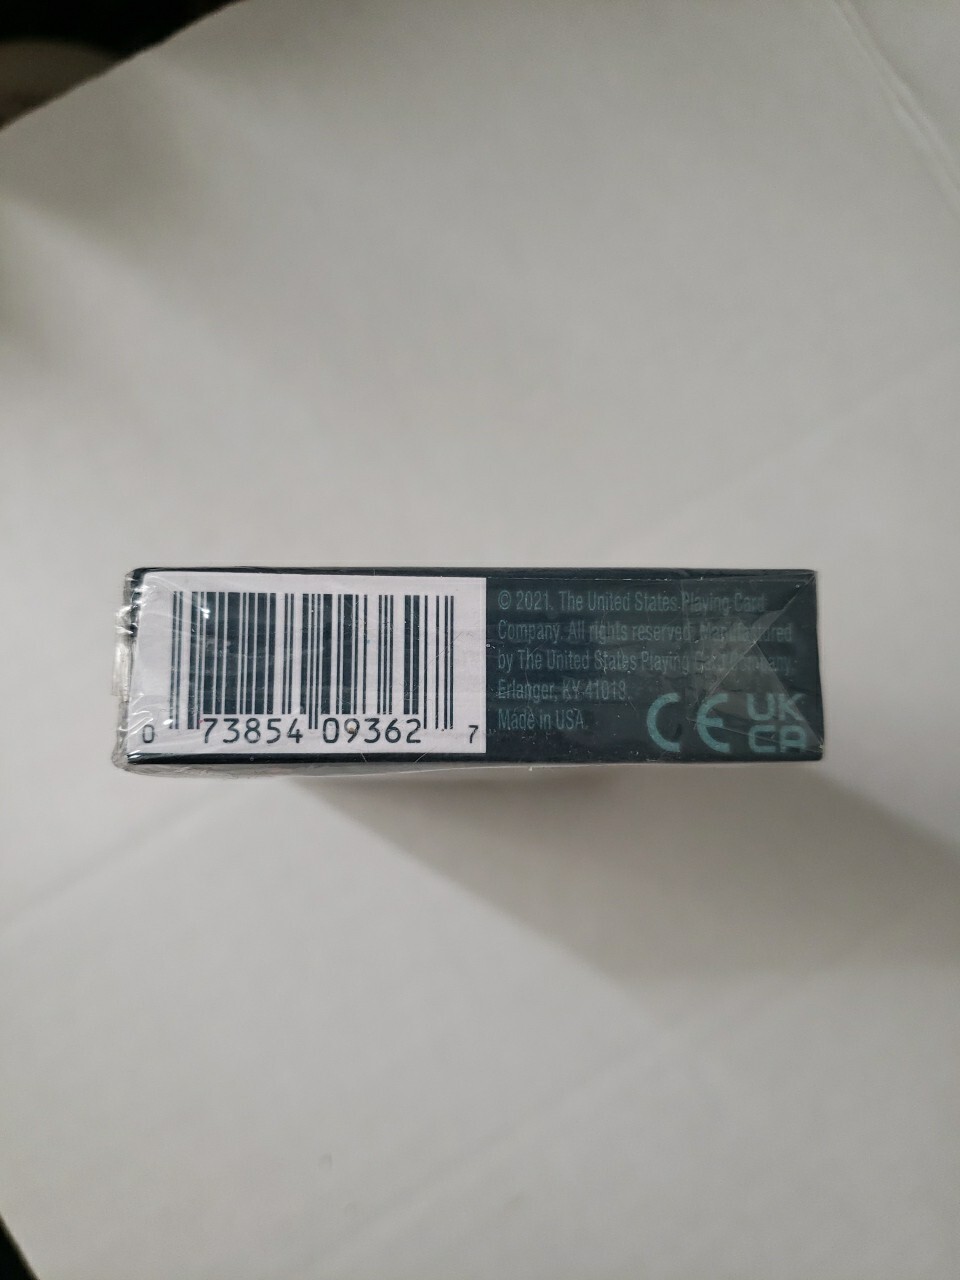 0 73854 09362 7
© 2021. The United States Playing Card
Company. All rights reserved. Manufactured
by The United States Playing Card Company.
Erlanger, KY 41018.
Made in USA.
CE
UK
CA